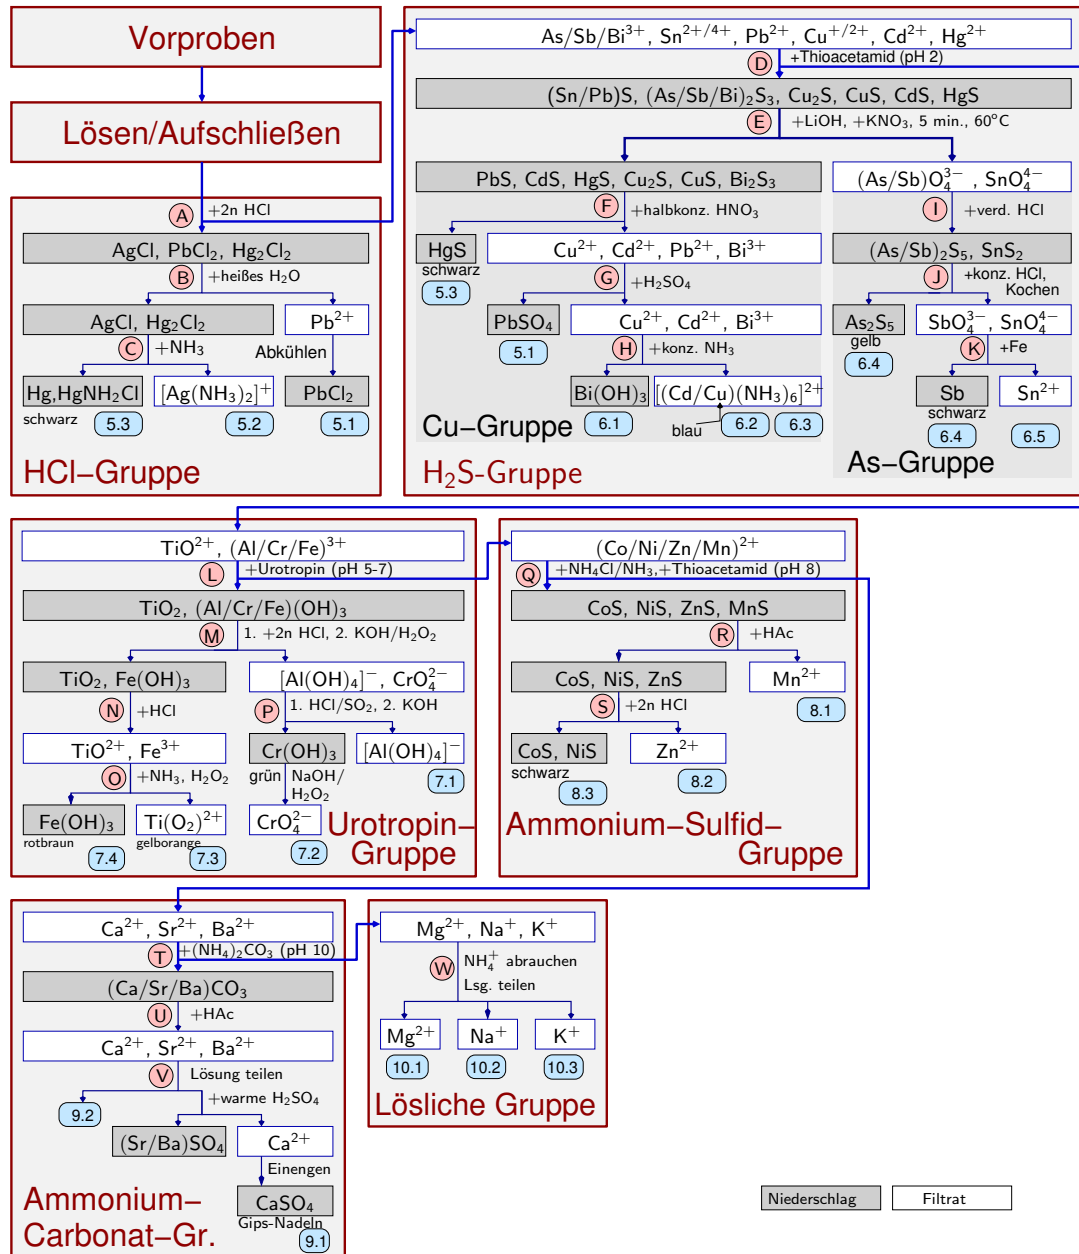 Vorproben
Lösen/Aufschließen
A +2n HCl
AgCl, PbCl₂, Hg₂Cl₂
B +heißes H₂O
AgCl, Hg₂Cl₂
Pb²⁺
C +NH₃
Abkühlen
Hg,HgNH₂Cl
[Ag(NH₃)₂]⁺
PbCl₂
schwarz
5.3
5.2
5.1
HCl–Gruppe
As/Sb/Bi³⁺, Sn²⁺/⁴⁺, Pb²⁺, Cu⁺/²⁺, Cd²⁺, Hg²⁺
D +Thioacetamid (pH 2)
(Sn/Pb)S, (As/Sb/Bi)₂S₃, Cu₂S, CuS, CdS, HgS
E +LiOH, +KNO₃, 5 min., 60°C
PbS, CdS, HgS, Cu₂S, CuS, Bi₂S₃
F +halbkonz. HNO₃
HgS
schwarz
5.3
Cu²⁺, Cd²⁺, Pb²⁺, Bi³⁺
G +H₂SO₄
PbSO₄
5.1
Cu²⁺, Cd²⁺, Bi³⁺
H +konz. NH₃
Bi(OH)₃
[(Cd/Cu)(NH₃)₆]²⁺
6.1
blau
6.2
6.3
Cu–Gruppe
(As/Sb)O₄³⁻ , SnO₄⁴⁻
I +verd. HCl
(As/Sb)₂S₅, SnS₂
J +konz. HCl,
Kochen
As₂S₅
gelb
6.4
SbO₄³⁻, SnO₄⁴⁻
K +Fe
Sb
schwarz
6.4
Sn²⁺
6.5
As–Gruppe
H₂S-Gruppe
TiO²⁺, (Al/Cr/Fe)³⁺
L +Urotropin (pH 5-7)
TiO₂, (Al/Cr/Fe)(OH)₃
M 1. +2n HCl, 2. KOH/H₂O₂
TiO₂, Fe(OH)₃
N +HCl
TiO²⁺, Fe³⁺
O +NH₃, H₂O₂
Fe(OH)₃
rotbraun
7.4
Ti(O₂)²⁺
gelborange
7.3
[Al(OH)₄]⁻, CrO₄²⁻
P 1. HCl/SO₂, 2. KOH
Cr(OH)₃
grün
NaOH/
H₂O₂
CrO₄²⁻
7.2
[Al(OH)₄]⁻
7.1
Urotropin–
Gruppe
(Co/Ni/Zn/Mn)²⁺
Q +NH₄Cl/NH₃,+Thioacetamid (pH 8)
CoS, NiS, ZnS, MnS
R +HAc
CoS, NiS, ZnS
Mn²⁺
8.1
S +2n HCl
CoS, NiS
schwarz
8.3
Zn²⁺
8.2
Ammonium–Sulfid–
Gruppe
Ca²⁺, Sr²⁺, Ba²⁺
T +(NH₄)₂CO₃ (pH 10)
(Ca/Sr/Ba)CO₃
U +HAc
Ca²⁺, Sr²⁺, Ba²⁺
V Lösung teilen
9.2
+warme H₂SO₄
(Sr/Ba)SO₄
Ca²⁺
Einengen
CaSO₄
Gips-Nadeln
9.1
Ammonium–
Carbonat–Gr.
Mg²⁺, Na⁺, K⁺
W NH₄⁺ abrauchen
Lsg. teilen
Mg²⁺
Na⁺
K⁺
10.1
10.2
10.3
Lösliche Gruppe
Niederschlag
Filtrat